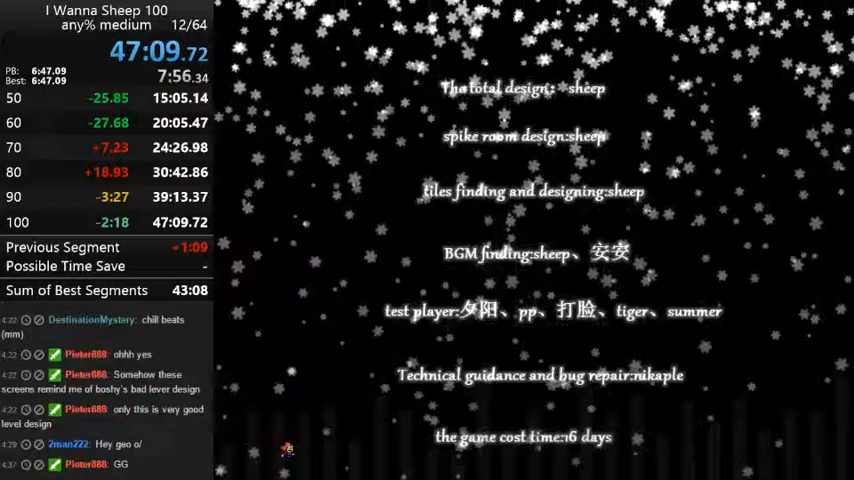 I Wanna Sheep 100
any% medium 12/64
47:09.72
PB: 6:47.09
Best: 6:47.09
7:56.34
50 -25.85 15:05.14
60 -27.68 20:05.47
70 +7.23 24:26.98
80 +18.93 30:42.86
90 -3:27 39:13.37
100 -2:18 47:09.72
Previous Segment +1:09
Possible Time Save -
Sum of Best Segments 43:08
4:22 DestinationMystery: chill beats
(mm)
4:22 Pieter888: ohhh yes
4:22 Pieter888: Somehow these
screens remind me of boshy's bad lever design
4:22 Pieter888: only this is very good
level design
4:29 2man222: Hey geo o/
4:37 Pieter888: GG
The total design： sheep
spike room design:sheep
tiles finding and designing:sheep
BGM finding:sheep、安安
test player:夕阳、pp、打脸、tiger、summer
Technical guidance and bug repair:nikaple
the game cost time:16 days